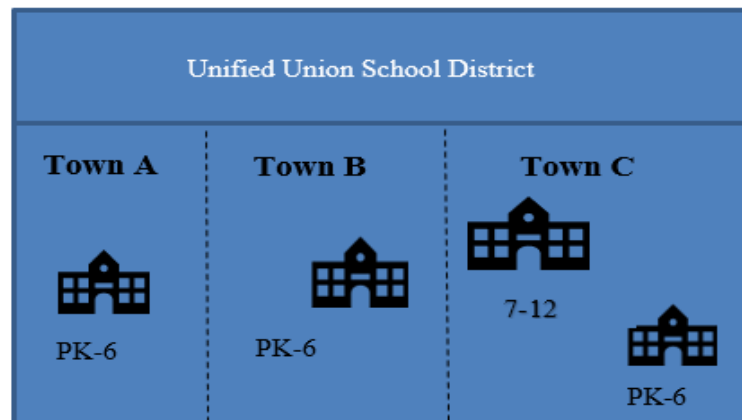 Unified Union School District
Town A
Town B
Town C
7-12
PK-6
PK-6
PK-6